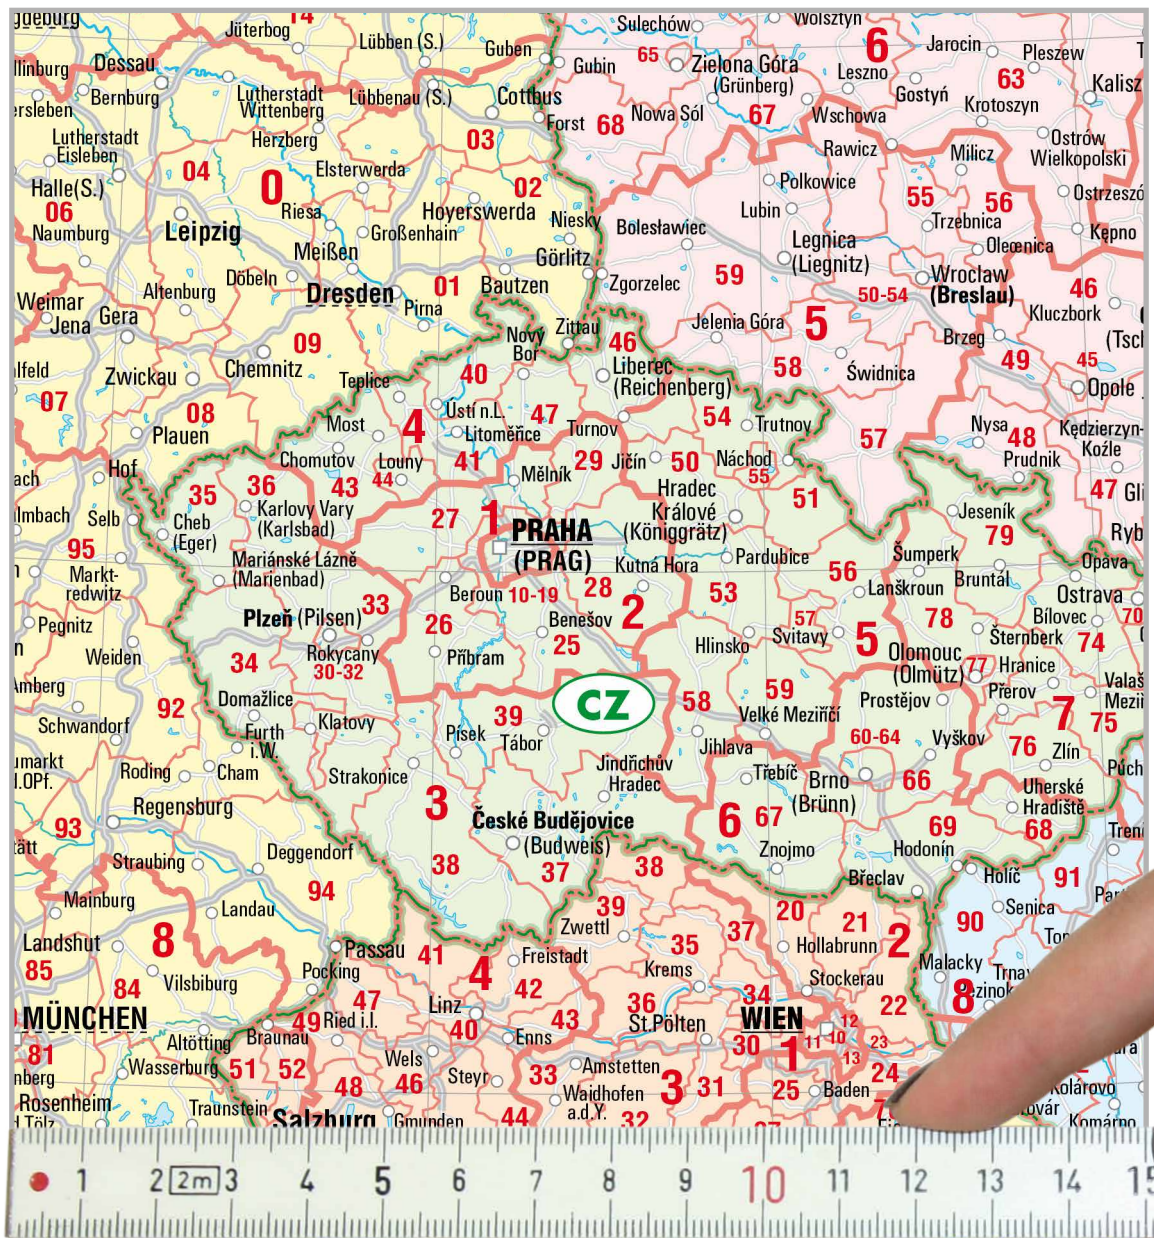 14
Jüterbog
Lübben (S.)
Guben
Sulechów
Wolsztyn
Dessau
Gubin
65
Zielona Góra
(Grünberg)
6
Jarocin
Pleszew
Leszno
63
Kalisz
Bernburg
Lutherstadt
Wittenberg
Lübbenau (S.)
Cottbus
Gostyń
Krotoszyn
Forst
68
Nowa Sól
67
Wschowa
Lutherstadt
Eisleben
Herzberg
03
Rawicz
Milicz
Ostrów
Wielkopolski
04
0
Elsterwerda
02
Polkowice
55
56
Halle(S.)
06
Naumburg
Riesa
Hoyerswerda
Niesky
Lubin
Trzebnica
Leipzig
Großenhain
Bolesławiec
Kępno
Meißen
Görlitz
Legnica
(Liegnitz)
Oleœnica
Döbeln
01
Bautzen
Zgorzelec
59
50-54
Wroclaw
(Breslau)
46
Weimar
Altenburg
Dresden
Pirna
Kluczbork
Jena
Gera
Nový
Bor
Zittau
Jelenia Góra
5
Brzeg
09
46
49
45
Zwickau
Chemnitz
Teplice
40
Liberec
(Reichenberg)
58
Świdnica
Opole
07
08
Most
4
Ústí n.L.
47
54
Plauen
Litoměřice
Turnov
Trutnov
57
Nysa
48
Kędzierzyn-
Koźle
Hof
Chomutov
Louny
41
29
Jičín
50
Náchod
Prudnik
36
43
44
Mělník
55
47
35
Karlovy Vary
(Karlsbad)
27
1
Hradec
Králové
(Königgrätz)
51
Jeseník
Selb
Cheb
(Eger)
PRAHA
(PRAG)
79
95
Mariánské Lázně
(Marienbad)
Kutná Hora
Pardubice
Šumperk
Opava
Markt-
redwitz
Beroun
10-19
28
53
56
Lanškroun
Bruntál
Ostrava
Pegnitz
Plzeň (Pilsen)
33
26
Benešov
2
57
78
Bílovec
70
Weiden
Rokycany
30-32
Příbram
25
Hlinsko
Svitavy
5
Olomouc
(Olmütz)
Šternberk
74
34
77
Hranice
Domažlice
CZ
58
59
Prostějov
Přerov
92
Schwandorf
Klatovy
39
Velké Meziříčí
7
75
Furth
i.W.
Písek
Tábor
60-64
Vyškov
76
Zlín
Roding
Cham
Jihlava
Strakonice
Jindřichův
Hradec
Třebíč
Brno
(Brünn)
66
Uherské
Hradiště
Regensburg
3
České Budějovice
(Budweis)
6
67
93
69
68
Deggendorf
Znojmo
Hodonín
Straubing
38
37
38
Břeclav
Holíč
91
Mainburg
94
39
20
21
90
Senica
Landau
Zwettl
37
2
Landshut
8
Passau
41
Freistadt
35
Hollabrunn
Malacky
85
Pocking
4
Krems
Stockerau
84
Vilsbiburg
47
42
36
34
22
8
MÜNCHEN
49
Ried i.I.
Linz
43
St.Pölten
WIEN
12
Altötting
Braunau
40
Enns
30
1
11
10
23
81
Wels
Amstetten
13
Wasserburg
51
52
48
46
Steyr
33
Waidhofen
a.d.Y.
3
31
25
Baden
24
Rosenheim
Traunstein
Salzburg
Gmunden
44
32
Komárno
1
2
2m
3
4
5
6
7
8
9
10
11
12
13
14
15